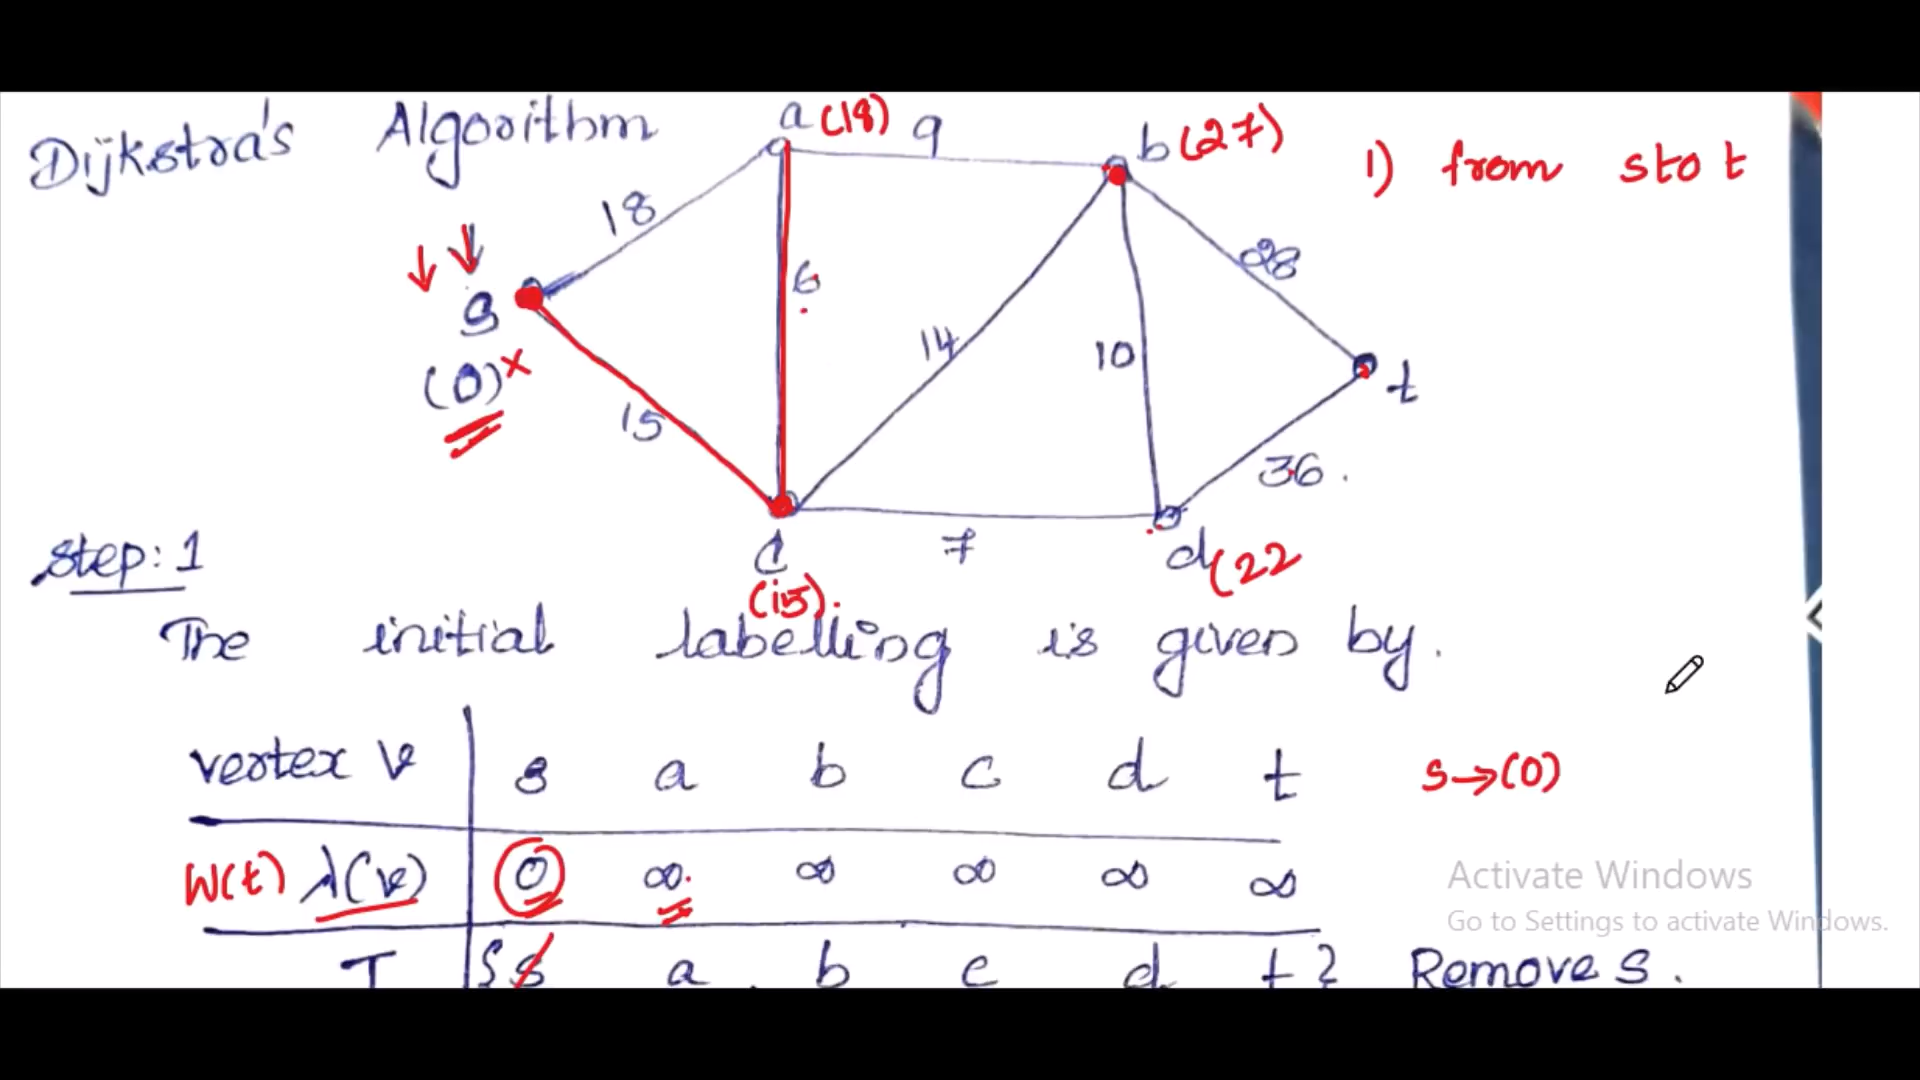 Dijkstra's Algorithm
a (18) 9 b (27) 1) from s to t
18
28
s 6
(0)x 14 10 t
15 36.
7
c d(22
(15).
step: 1
The initial labelling is given by.
vertex v s a b c d t s→(0)
W(t) λ(v) 0 ∞ ∞ ∞ ∞ ∞
T {s a b c d t} Remove s.
Activate Windows
Go to Settings to activate Windows.